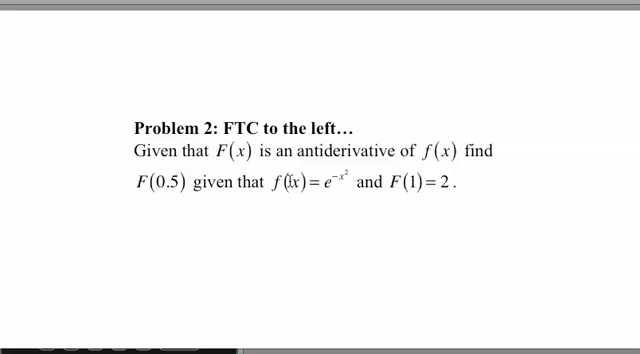 Problem 2: FTC to the left…
Given that F(x) is an antiderivative of f(x) find
F(0.5) given that f(x) = e^{-x^2} and F(1) = 2.